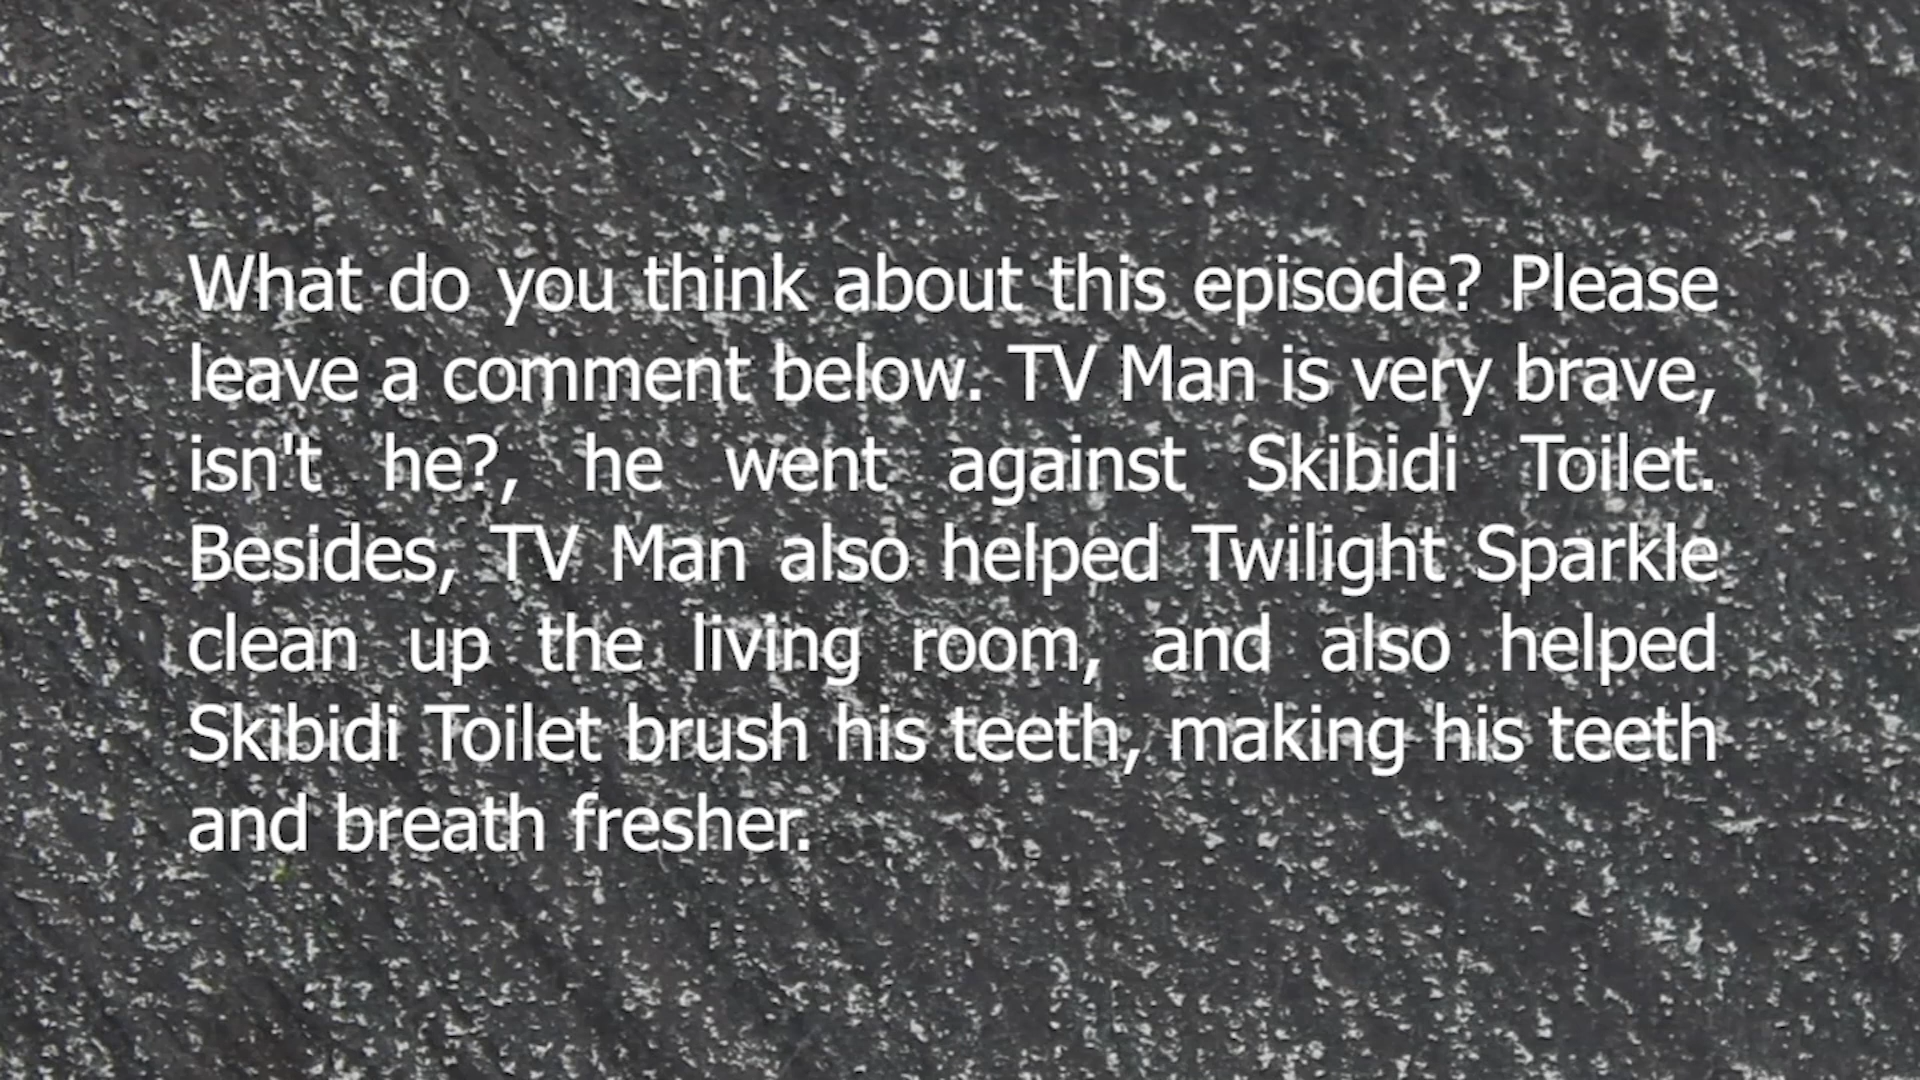 What do you think about this episode? Please
leave a comment below. TV Man is very brave,
isn't he?, he went against Skibidi Toilet.
Besides, TV Man also helped Twilight Sparkle
clean up the living room, and also helped
Skibidi Toilet brush his teeth, making his teeth
and breath fresher.